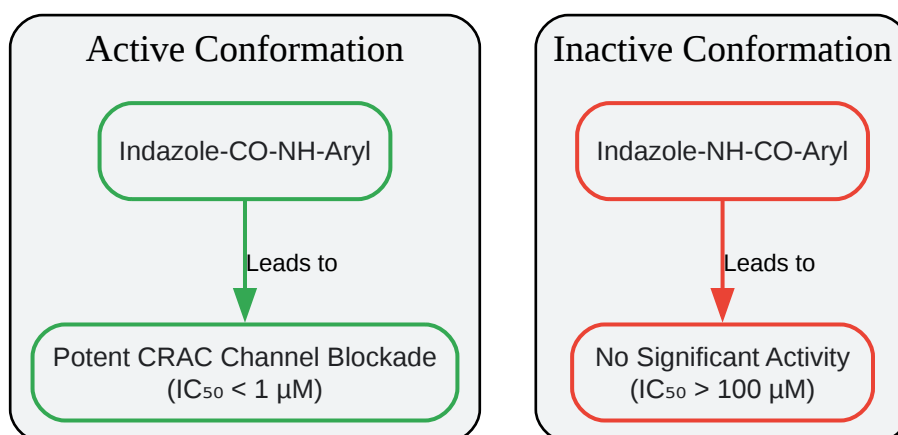 Active Conformation
Indazole-CO-NH-Aryl
Leads to
Potent CRAC Channel Blockade
(IC₅₀ < 1 µM)
Inactive Conformation
Indazole-NH-CO-Aryl
Leads to
No Significant Activity
(IC₅₀ > 100 µM)